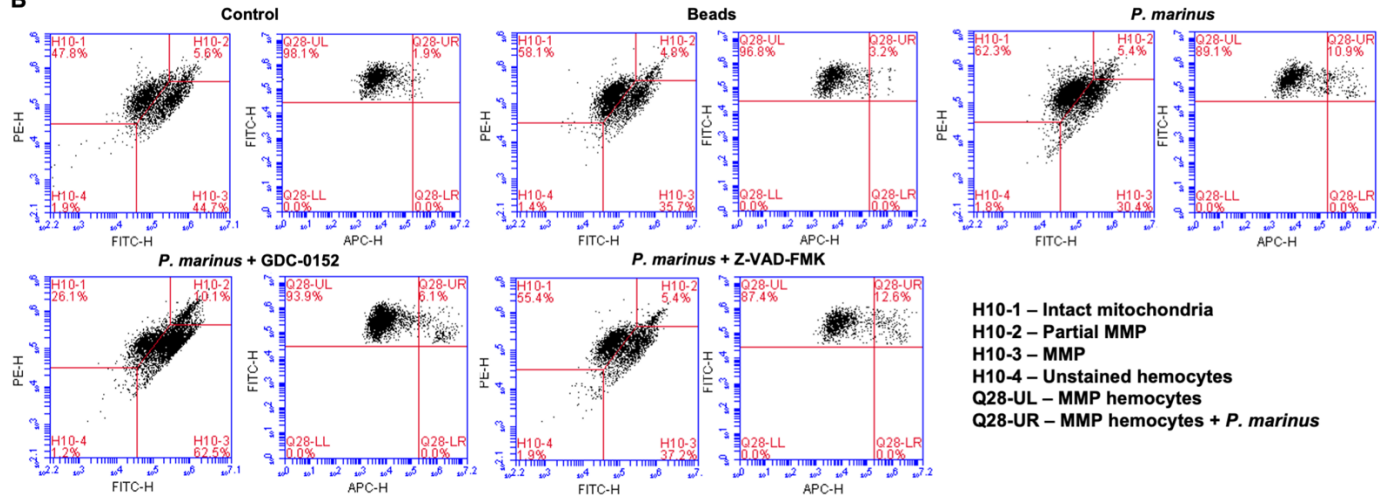 B
Control
Beads
P. marinus
H10-1
47.8%
H10-2
5.6%
H10-4
1.9%
H10-3
44.7%
PE-H
FITC-H
Q28-UL
98.1%
Q28-UR
1.9%
Q28-LL
0.0%
Q28-LR
0.0%
FITC-H
APC-H
H10-1
58.1%
H10-2
4.8%
H10-4
1.4%
H10-3
35.7%
PE-H
FITC-H
Q28-UL
96.8%
Q28-UR
3.2%
Q28-LL
0.0%
Q28-LR
0.0%
FITC-H
APC-H
H10-1
62.3%
H10-2
5.4%
H10-4
1.8%
H10-3
30.4%
PE-H
FITC-H
Q28-UL
89.1%
Q28-UR
10.9%
Q28-LL
0.0%
Q28-LR
0.0%
FITC-H
APC-H
P. marinus + GDC-0152
P. marinus + Z-VAD-FMK
H10-1
26.1%
H10-2
10.1%
H10-4
1.2%
H10-3
62.5%
PE-H
FITC-H
Q28-UL
93.9%
Q28-UR
6.1%
Q28-LL
0.0%
Q28-LR
0.0%
FITC-H
APC-H
H10-1
55.4%
H10-2
5.4%
H10-4
1.9%
H10-3
37.2%
PE-H
FITC-H
Q28-UL
87.4%
Q28-UR
12.6%
Q28-LL
0.0%
Q28-LR
0.0%
FITC-H
APC-H
H10-1 – Intact mitochondria
H10-2 – Partial MMP
H10-3 – MMP
H10-4 – Unstained hemocytes
Q28-UL – MMP hemocytes
Q28-UR – MMP hemocytes + P. marinus